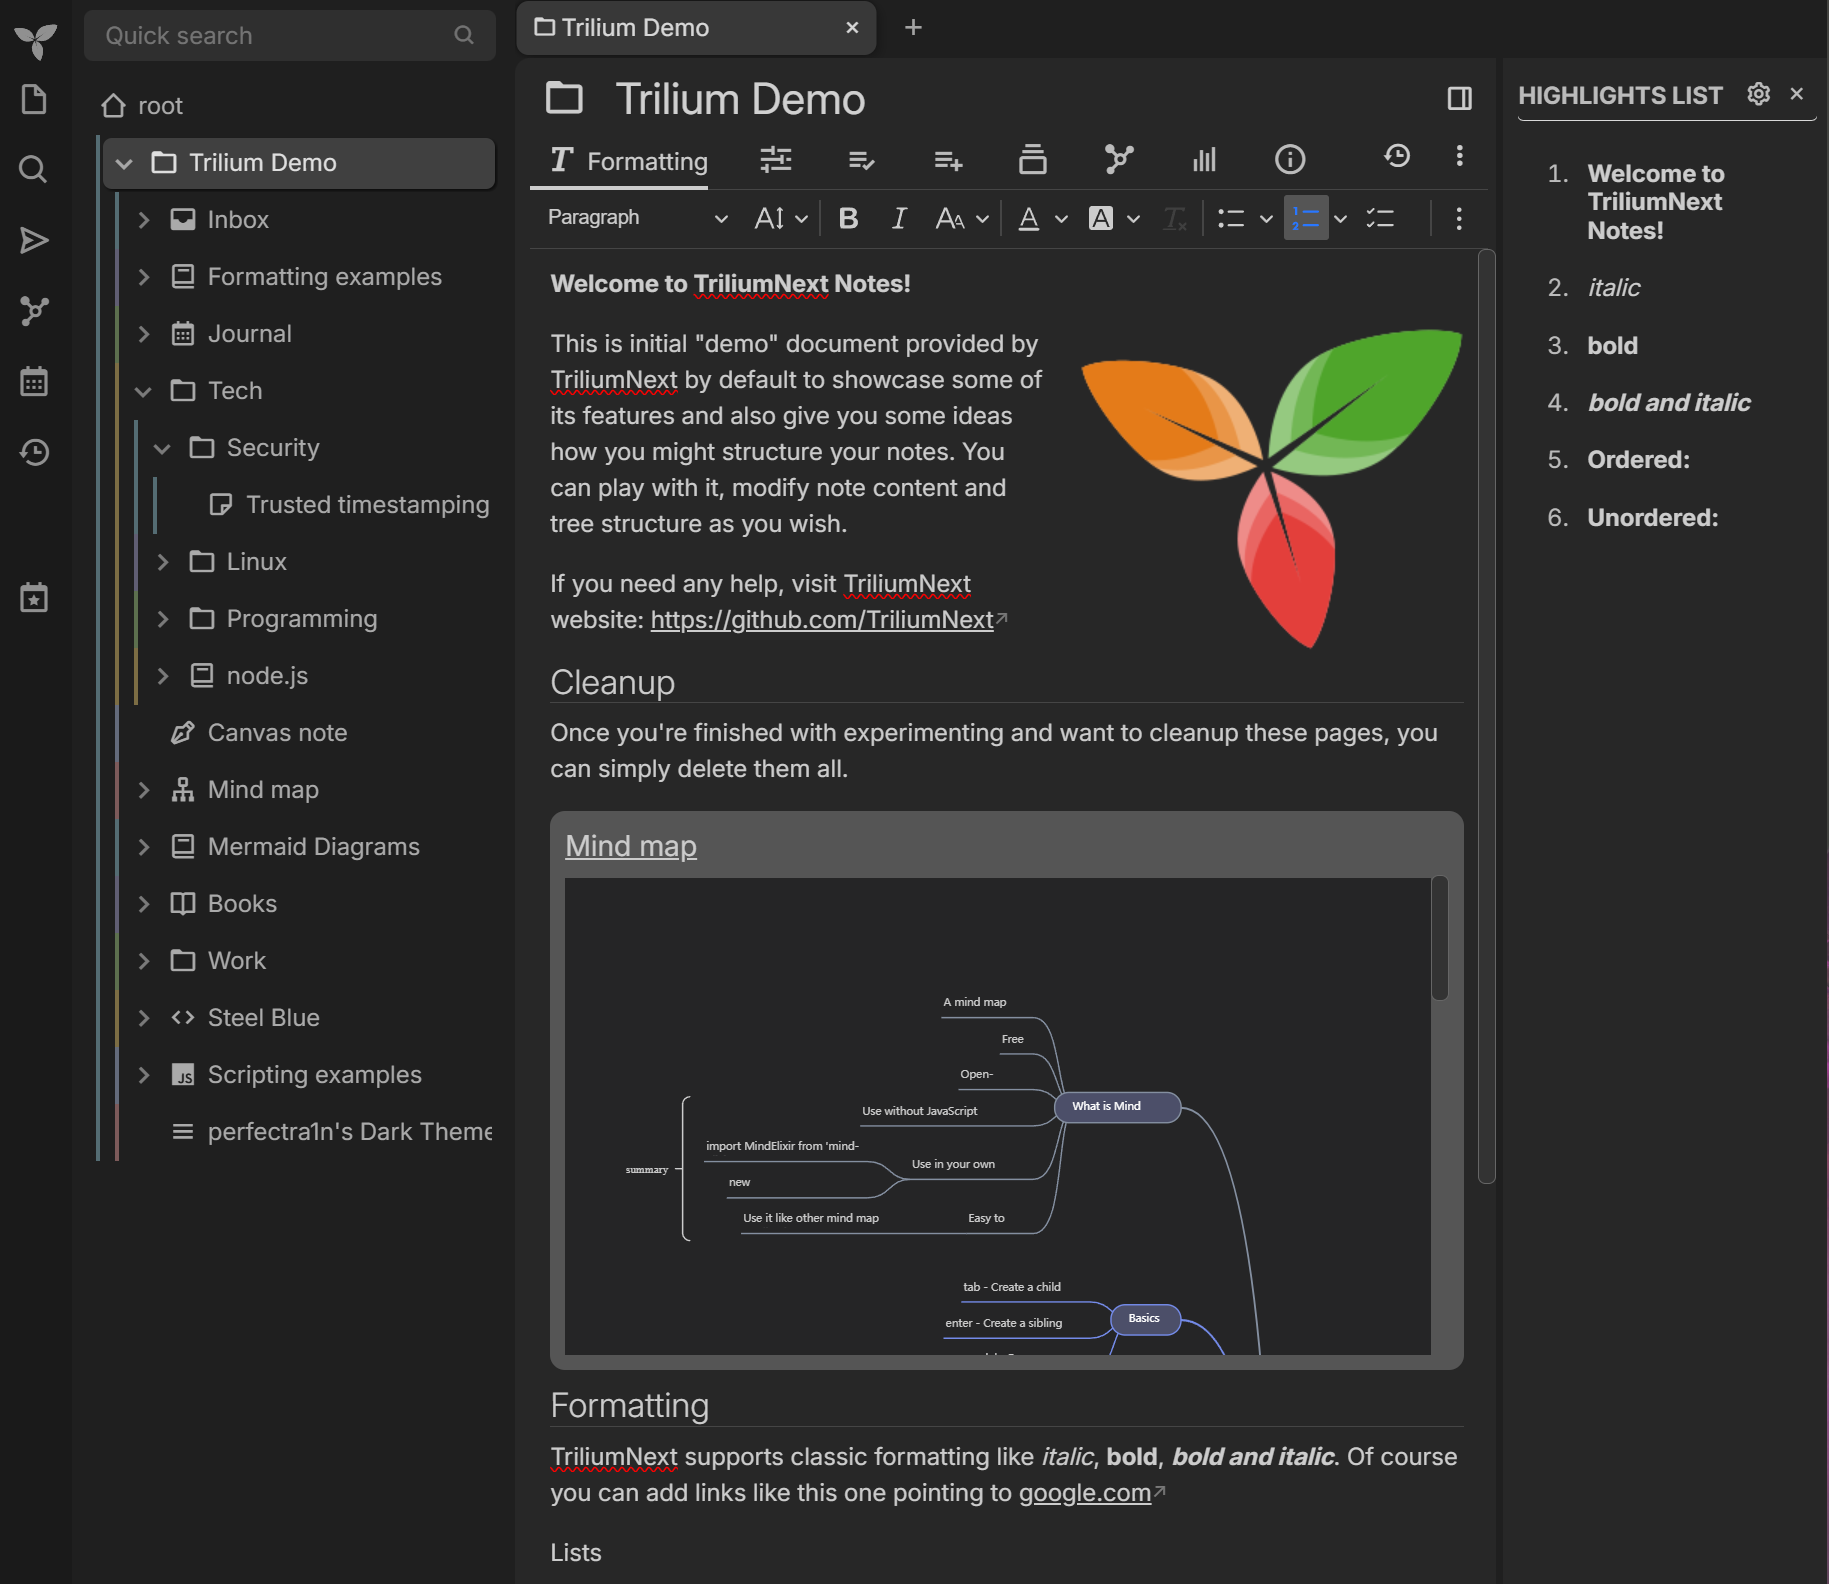 Quick search
root
Trilium Demo
Inbox
Formatting examples
Journal
Tech
Security
Trusted timestamping
Linux
Programming
node.js
Canvas note
Mind map
Mermaid Diagrams
Books
Work
Steel Blue
JS Scripting examples
perfectra1n's Dark Theme
Trilium Demo
Trilium Demo
Formatting
Paragraph
Welcome to TriliumNext Notes!
This is initial "demo" document provided by
TriliumNext by default to showcase some of
its features and also give you some ideas
how you might structure your notes. You
can play with it, modify note content and
tree structure as you wish.
If you need any help, visit TriliumNext
website: https://github.com/TriliumNext
Cleanup
Once you're finished with experimenting and want to cleanup these pages, you
can simply delete them all.
Mind map
A mind map
Free
Open-
Use without JavaScript
What is Mind
import MindElixir from 'mind-
Use in your own
summary
new
Use it like other mind map
Easy to
tab - Create a child
enter - Create a sibling
Basics
Formatting
TriliumNext supports classic formatting like italic, bold, bold and italic. Of course
you can add links like this one pointing to google.com
Lists
HIGHLIGHTS LIST
1. Welcome to
TriliumNext
Notes!
2. italic
3. bold
4. bold and italic
5. Ordered:
6. Unordered: